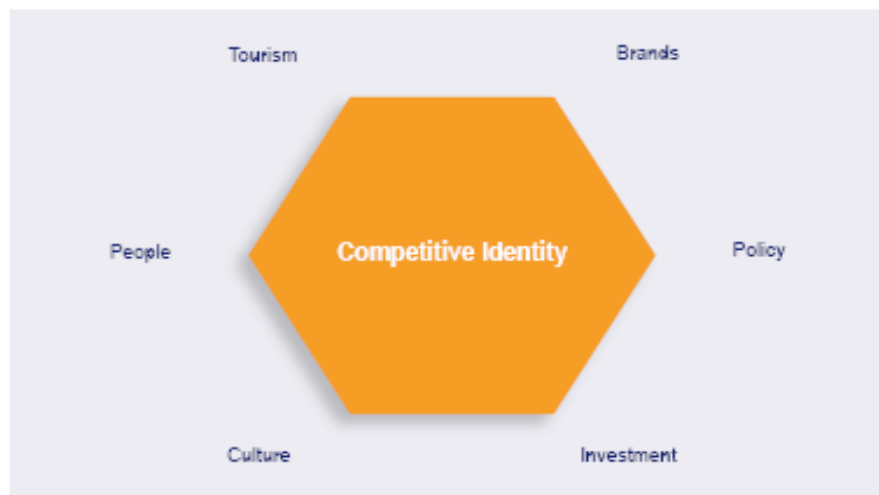 Tourism
Brands
People
Competitive Identity
Policy
Culture
Investment